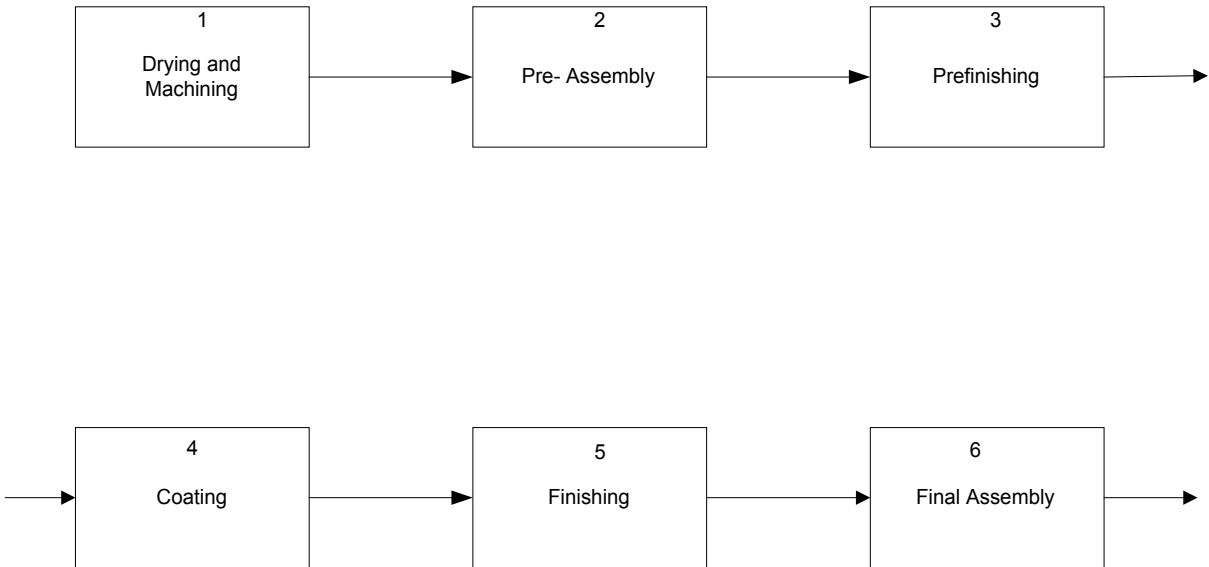 1
Drying and
Machining
2
Pre- Assembly
3
Prefinishing
4
Coating
5
Finishing
6
Final Assembly